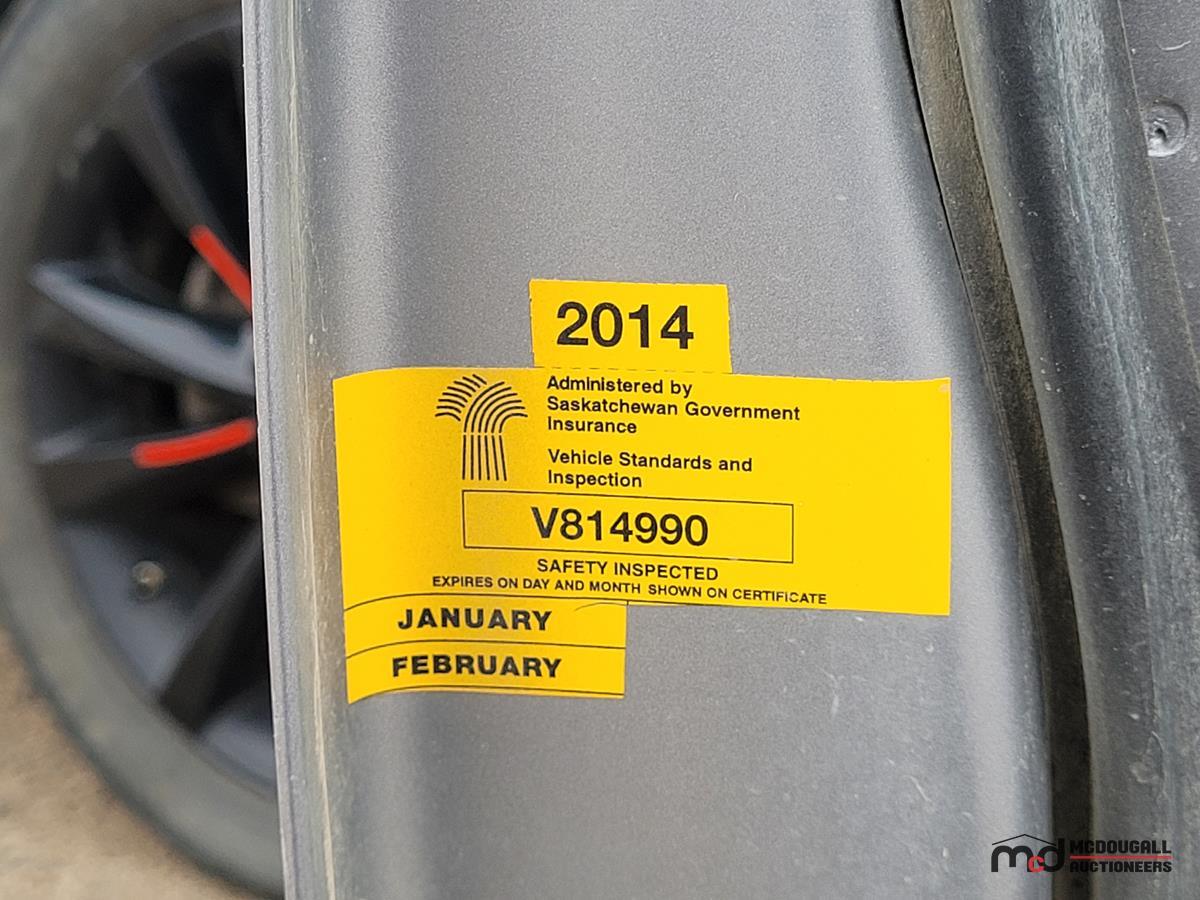 2014
Administered by
Saskatchewan Government
Insurance
Vehicle Standards and
Inspection
V814990
SAFETY INSPECTED
EXPIRES ON DAY AND MONTH SHOWN ON CERTIFICATE
JANUARY
FEBRUARY
mcd MCDOUGALL
AUCTIONEERS